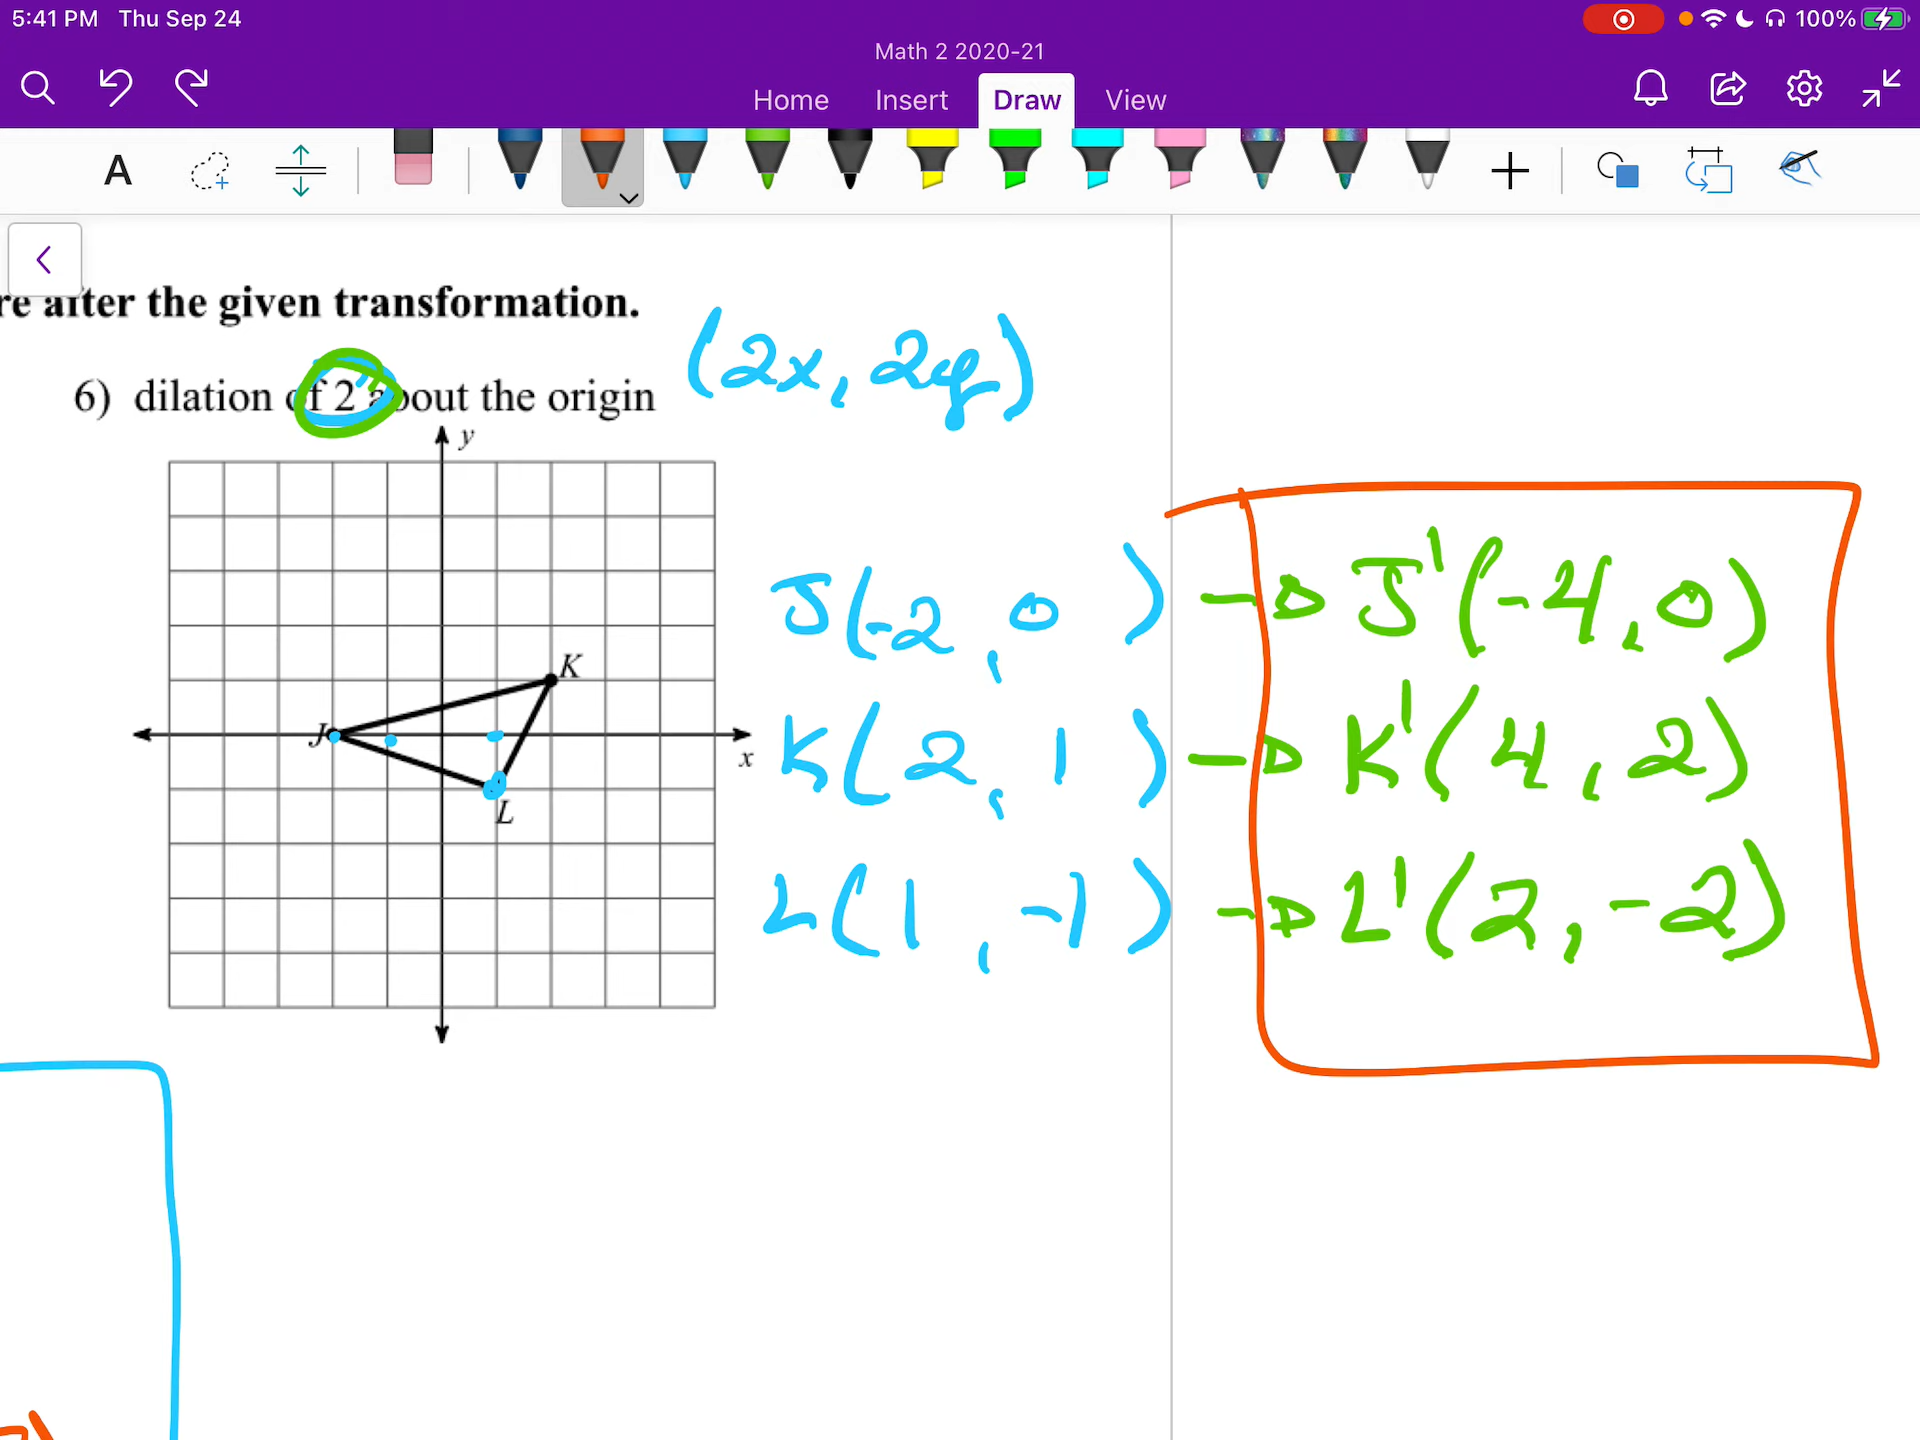 5:41 PM Thu Sep 24
100%
Math 2 2020-21
Home Insert Draw View
A
after the given transformation.
6) dilation of 2 about the origin
(2x, 2y)
y
x
J
K
L
J(-2, 0) → J'(-4, 0)
K(2, 1) → K'(4, 2)
L(1, -1) → L'(2, -2)